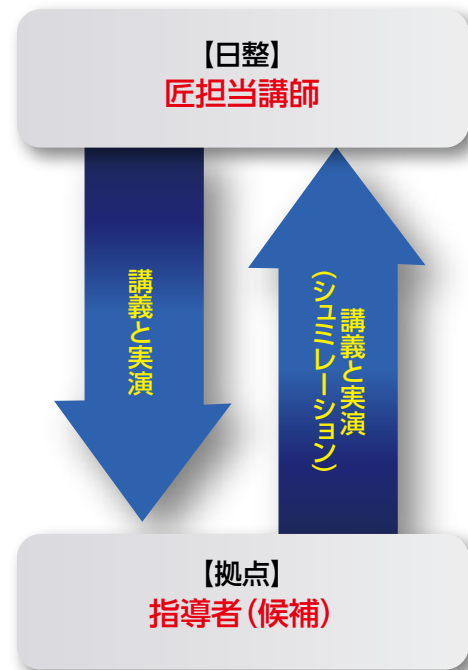 【日整】
匠担当講師
講義と実演
講義と実演
（シュミレーション）
【拠点】
指導者（候補）